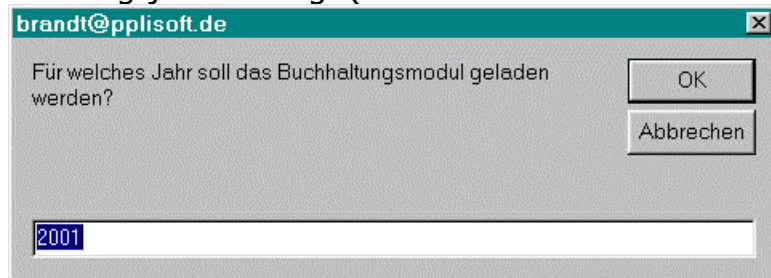 brandt@pplisoft.de
Für welches Jahr soll das Buchhaltungsmodul geladen
werden?
OK
Abbrechen
2001